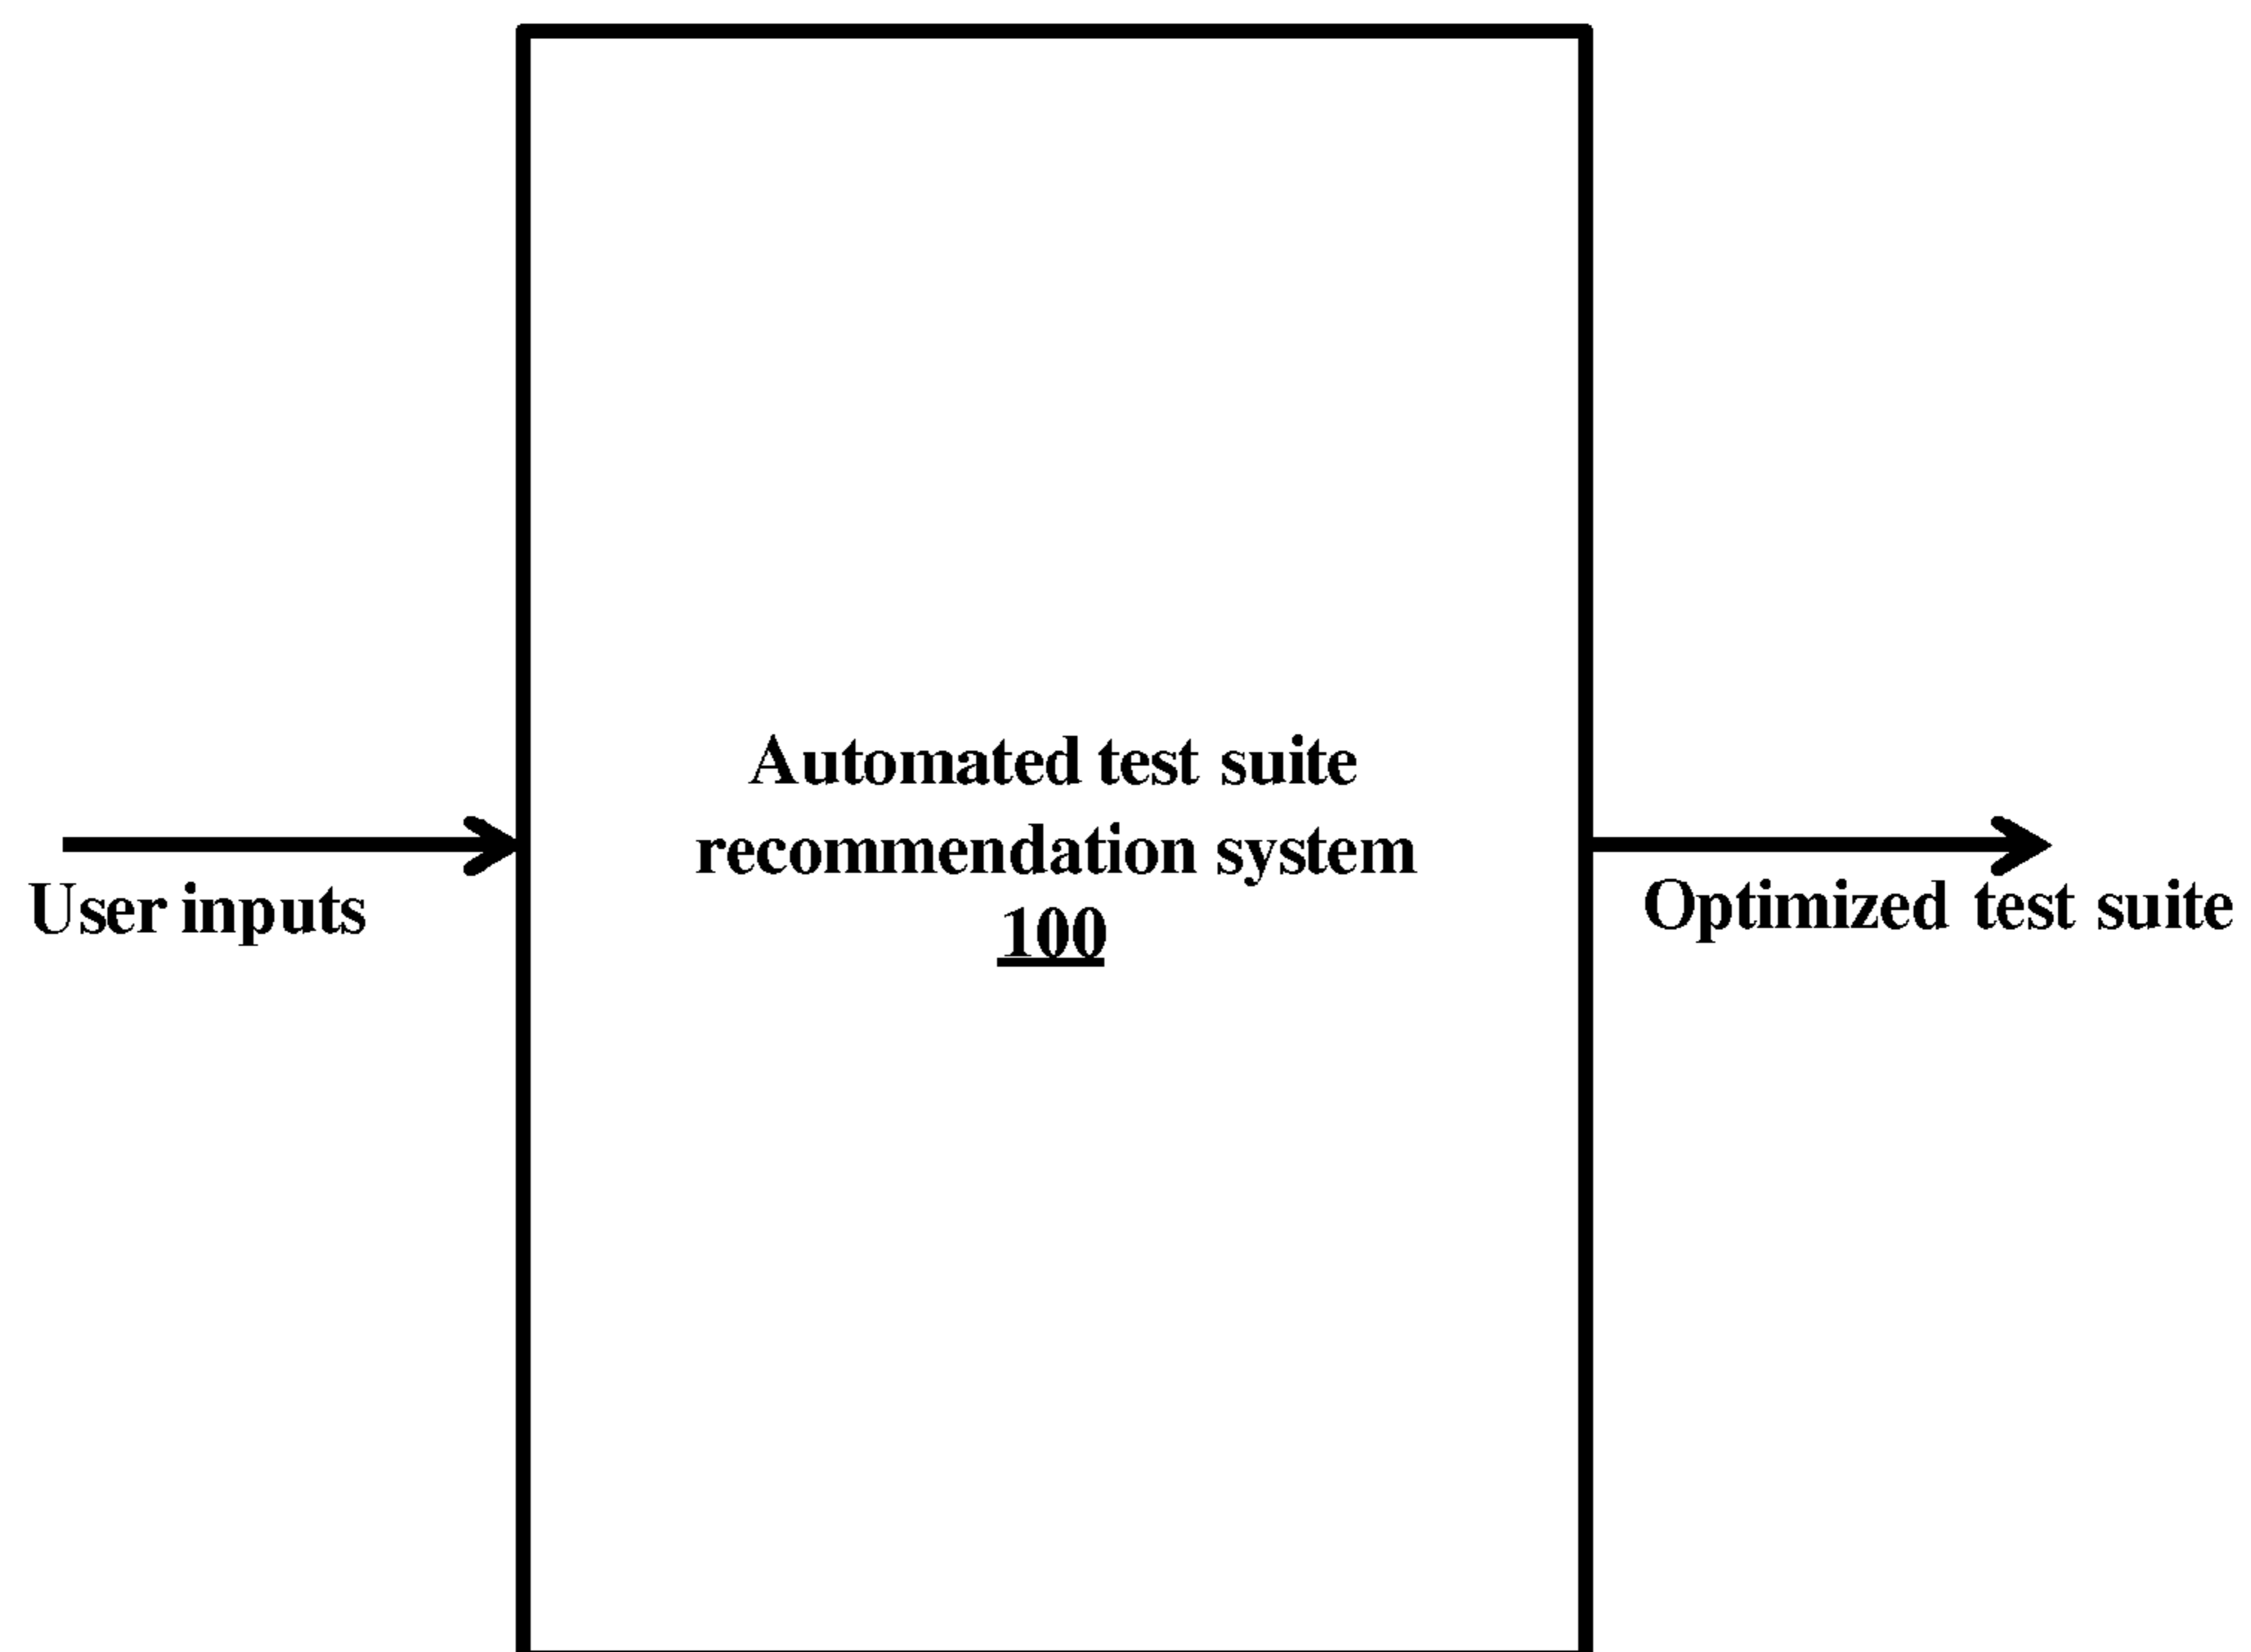 Automated test suite
recommendation system
100
User inputs
Optimized test suite